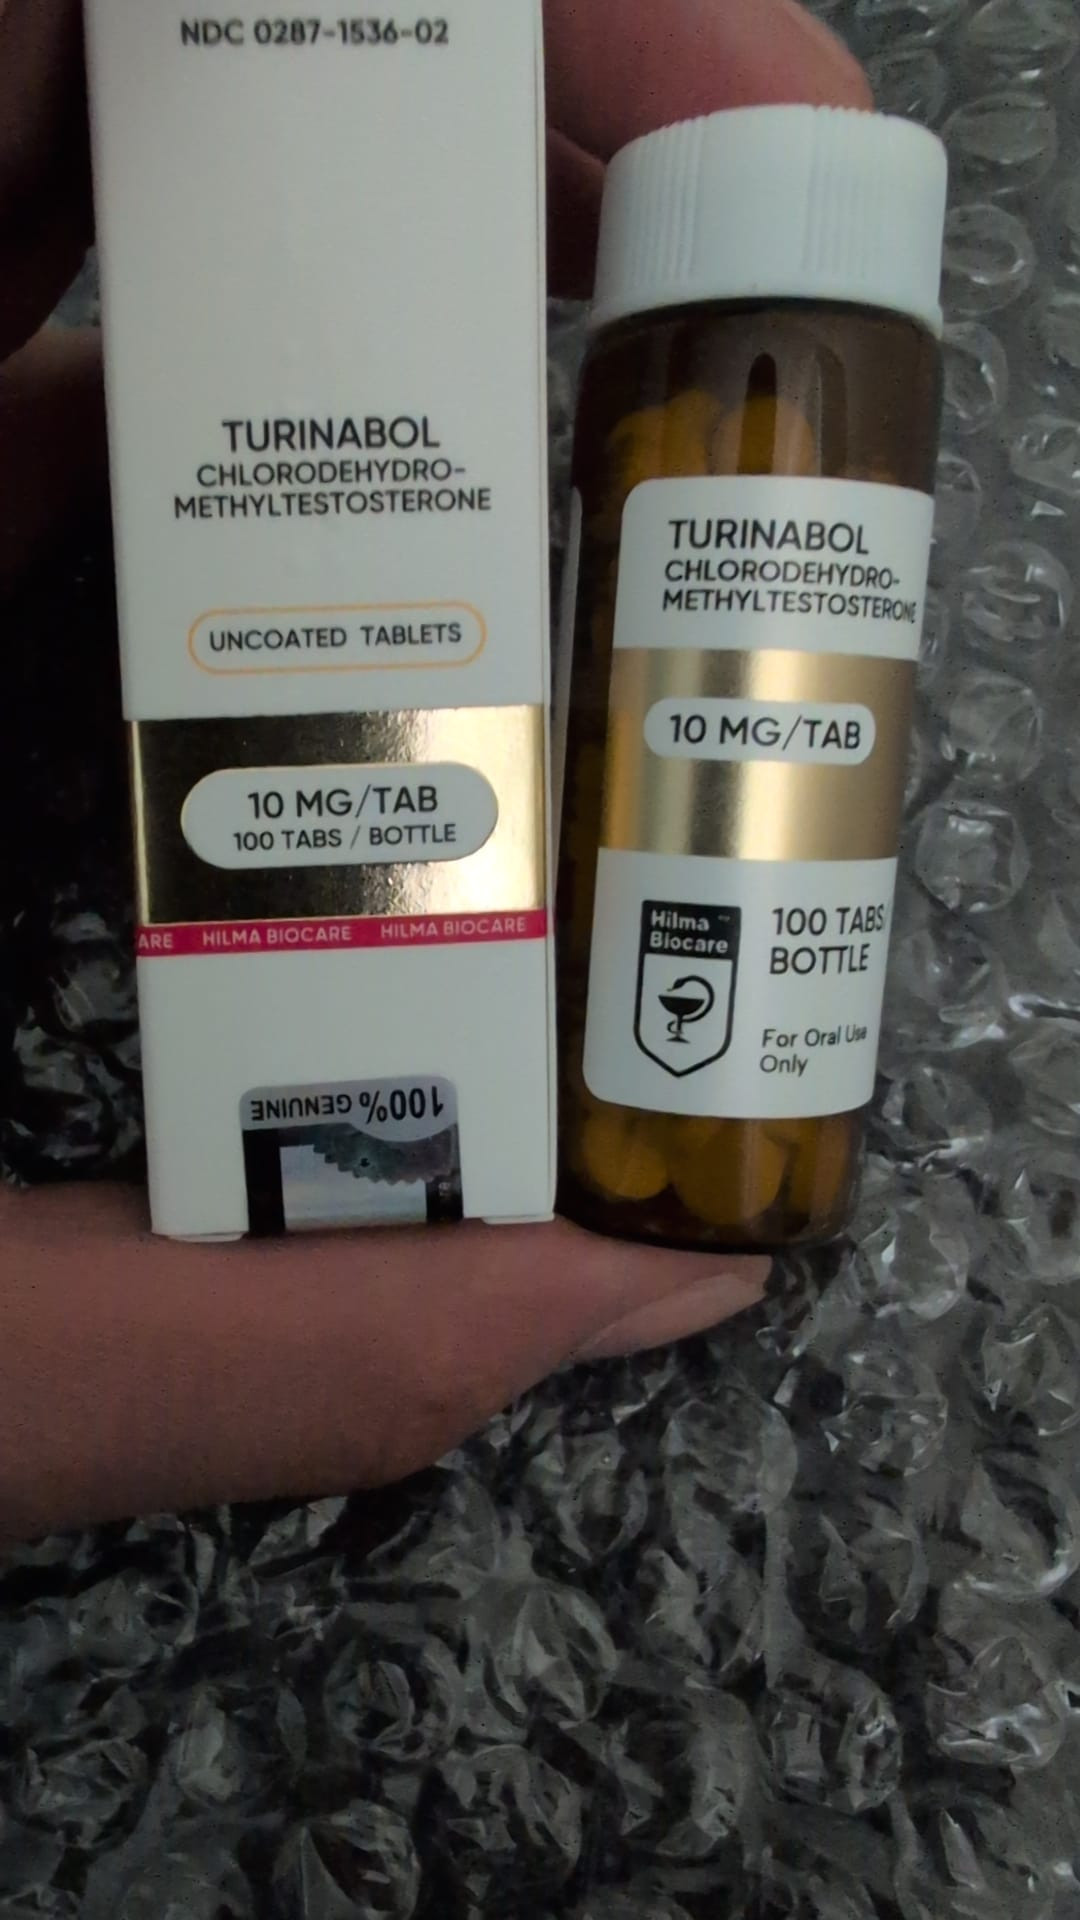 NDC 0287-1536-02
TURINABOL
CHLORODEHYDRO-
METHYLTESTOSTERONE
UNCOATED TABLETS
10 MG/TAB
100 TABS / BOTTLE
ARE HILMA BIOCARE HILMA BIOCARE
100% GENUINE
TURINABOL
CHLORODEHYDRO-
METHYLTESTOSTERONE
10 MG/TAB
Hilma
Biocare
100 TABS
BOTTLE
For Oral Use
Only